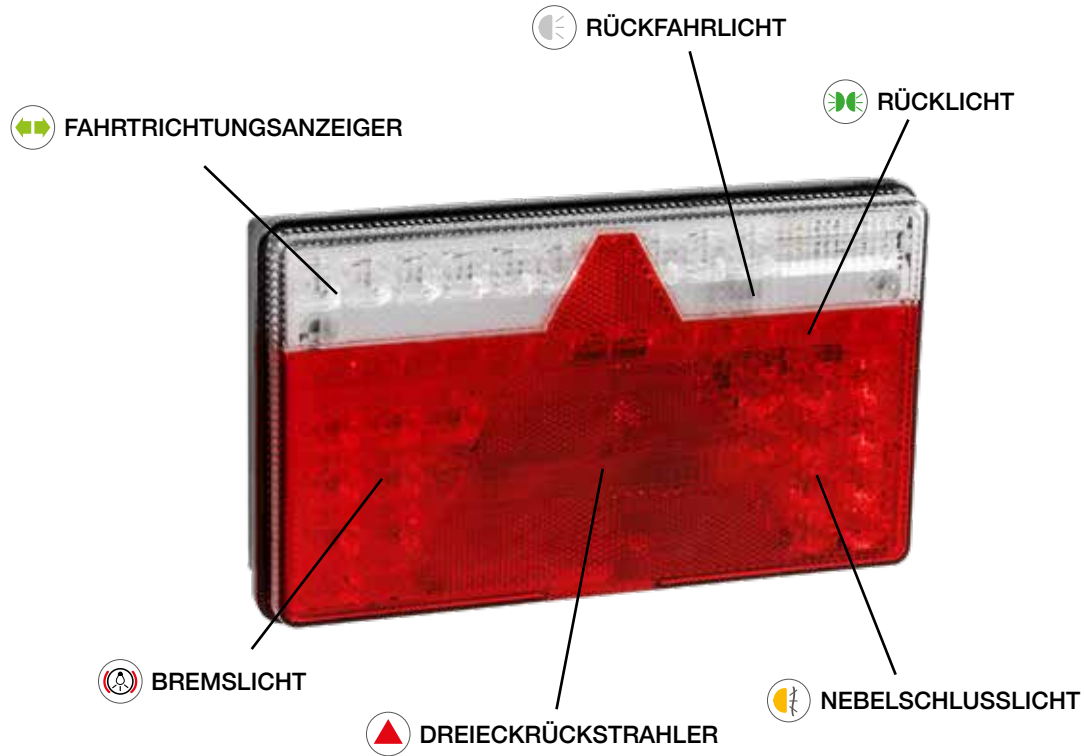 RÜCKFAHRLICHT
RÜCKLICHT
FAHRTRICHTUNGSANZEIGER
BREMSLICHT
NEBELSCHLUSSLICHT
DREIECKRÜCKSTRAHLER